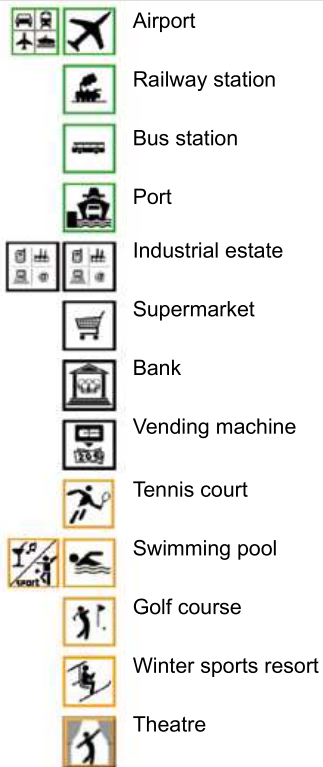 Airport
Railway station
Bus station
Port
Industrial estate
Supermarket
Bank
Vending machine
Tennis court
Swimming pool
sport
Golf course
Winter sports resort
Theatre